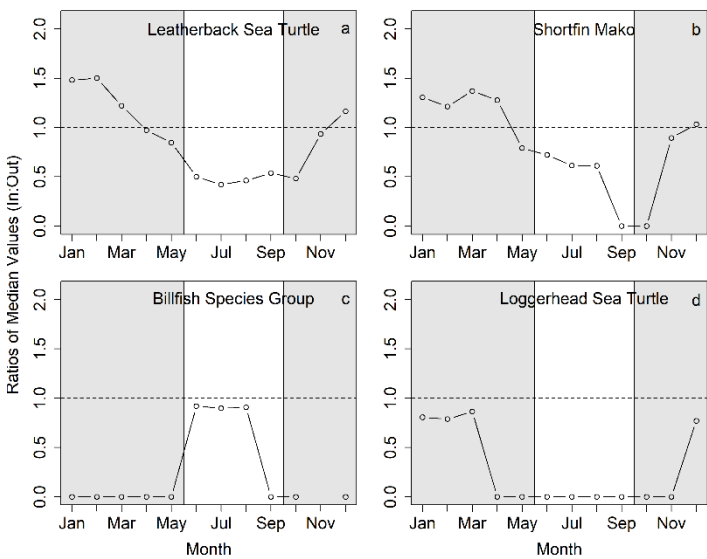 Leatherback Sea Turtle a
0.0 0.5 1.0 1.5 2.0
Jan Mar May Jul Sep Nov
Shortfin Mako b
0.0 0.5 1.0 1.5 2.0
Jan Mar May Jul Sep Nov
Ratios of Median Values (In:Out)
Billfish Species Group c
0.0 0.5 1.0 1.5 2.0
Jan Mar May Jul Sep Nov
Month
Loggerhead Sea Turtle d
0.0 0.5 1.0 1.5 2.0
Jan Mar May Jul Sep Nov
Month